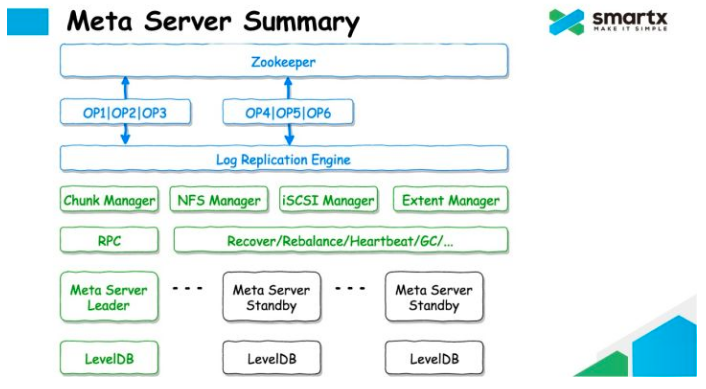 Meta Server Summary
smartx
MAKE IT SIMPLE
Zookeeper
OP1|OP2|OP3
OP4|OP5|OP6
Log Replication Engine
Chunk Manager
NFS Manager
iSCSI Manager
Extent Manager
RPC
Recover/Rebalance/Heartbeat/GC/...
Meta Server
Leader
- - -
Meta Server
Standby
- - -
Meta Server
Standby
LevelDB
LevelDB
LevelDB